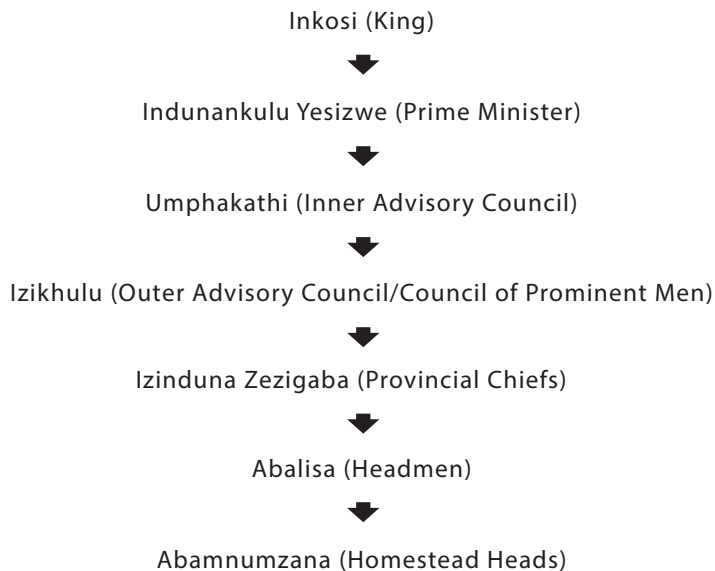 Inkosi (King)
Indunankulu Yesizwe (Prime Minister)
Umphakathi (Inner Advisory Council)
Izikhulu (Outer Advisory Council/Council of Prominent Men)
Izinduna Zezigaba (Provincial Chiefs)
Abalisa (Headmen)
Abamnumzana (Homestead Heads)